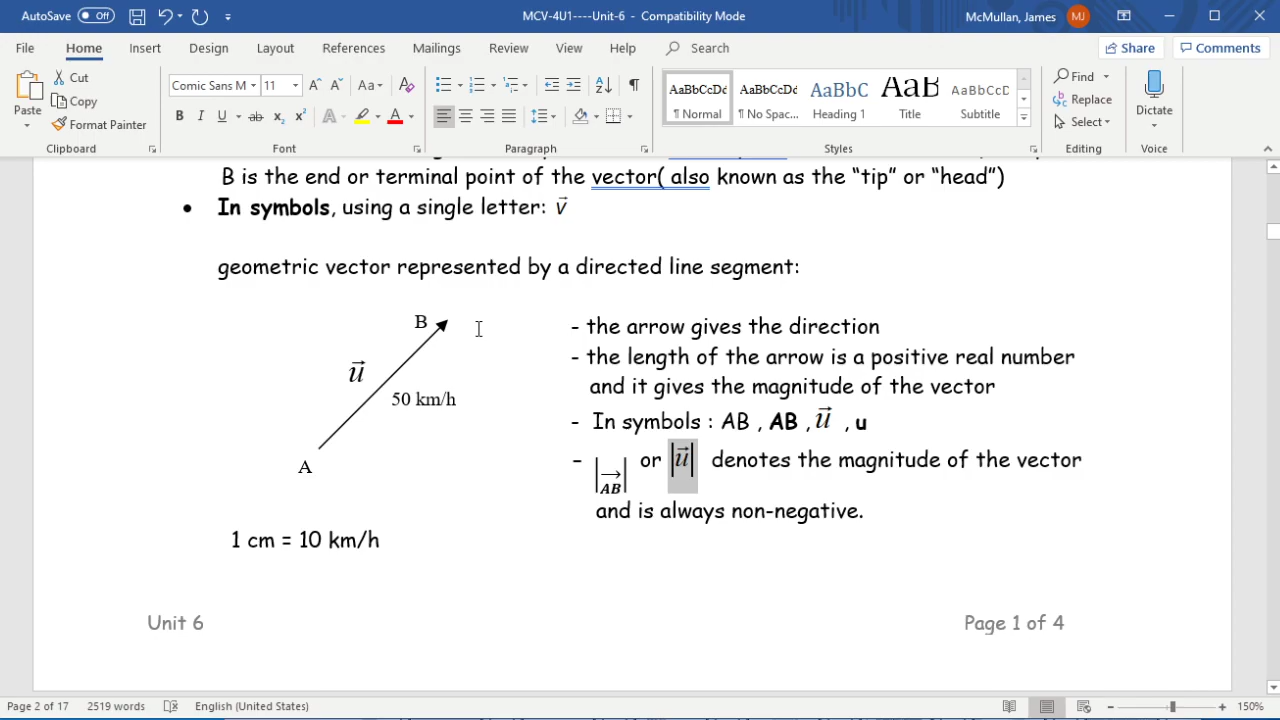 AutoSave Off
MCV-4U1----Unit-6 - Compatibility Mode
McMullan, James MJ
File Home Insert Design Layout References Mailings Review View Help Search Share Comments
Paste
Cut
Copy
Format Painter
Clipboard
Comic Sans M 11
Aa
B I U ab x₂ x² A A
Font
Paragraph
AaBbCcDd AaBbCcDd AaBbC AaB AaBbCcD
¶ Normal ¶ No Spac... Heading 1 Title Subtitle
Styles
Find
Replace
Select
Editing
Dictate
Voice
B is the end or terminal point of the vector( also known as the “tip” or “head”)
• In symbols, using a single letter: v⃗
geometric vector represented by a directed line segment:
B
u⃗
50 km/h
A
1 cm = 10 km/h
- the arrow gives the direction
- the length of the arrow is a positive real number
and it gives the magnitude of the vector
- In symbols : AB , AB , u⃗ , u
- |AB⃗| or |u⃗| denotes the magnitude of the vector
and is always non-negative.
Unit 6
Page 1 of 4
Page 2 of 17 2519 words English (United States) 150%